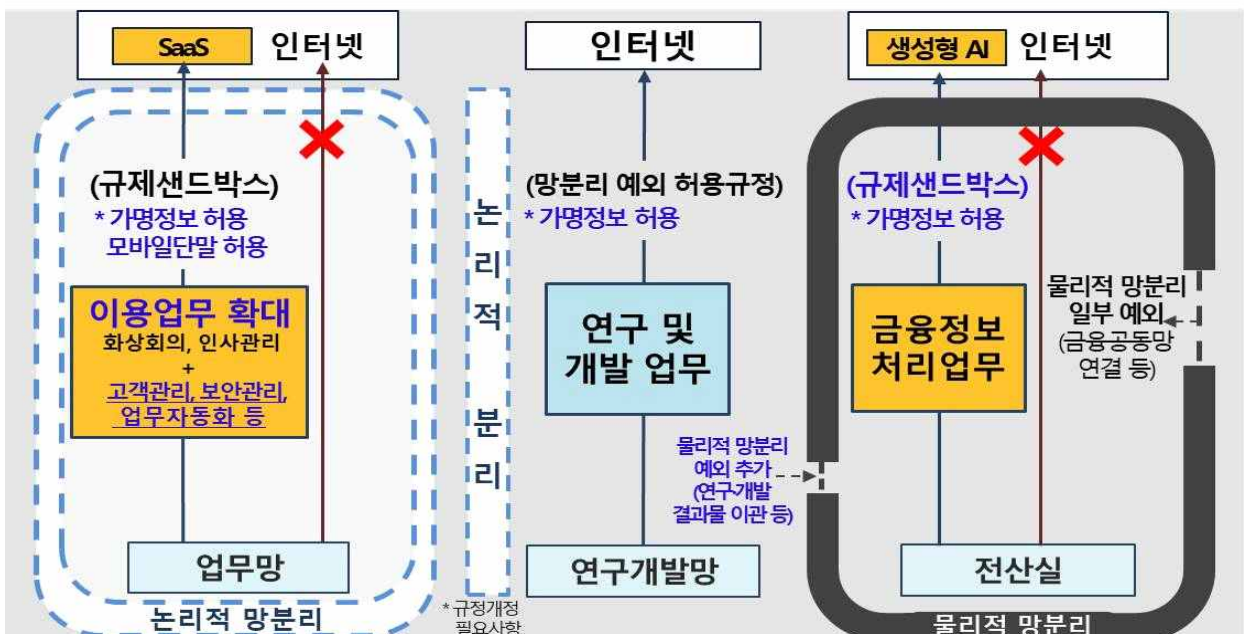 SaaS 인터넷
(규제샌드박스)
* 가명정보 허용
모바일단말 허용
이용업무 확대
화상회의, 인사관리
+
고객관리, 보안관리,
업무자동화 등
업무망
논리적 망분리
논리적 분리
* 규정개정
필요사항
인터넷
(망분리 예외 허용규정)
* 가명정보 허용
연구 및
개발 업무
물리적 망분리
예외 추가
(연구·개발
결과물 이관 등)
연구개발망
생성형 AI 인터넷
(규제샌드박스)
* 가명정보 허용
금융정보
처리업무
물리적 망분리
일부 예외
(금융공동망
연결 등)
전산실
물리적 망분리